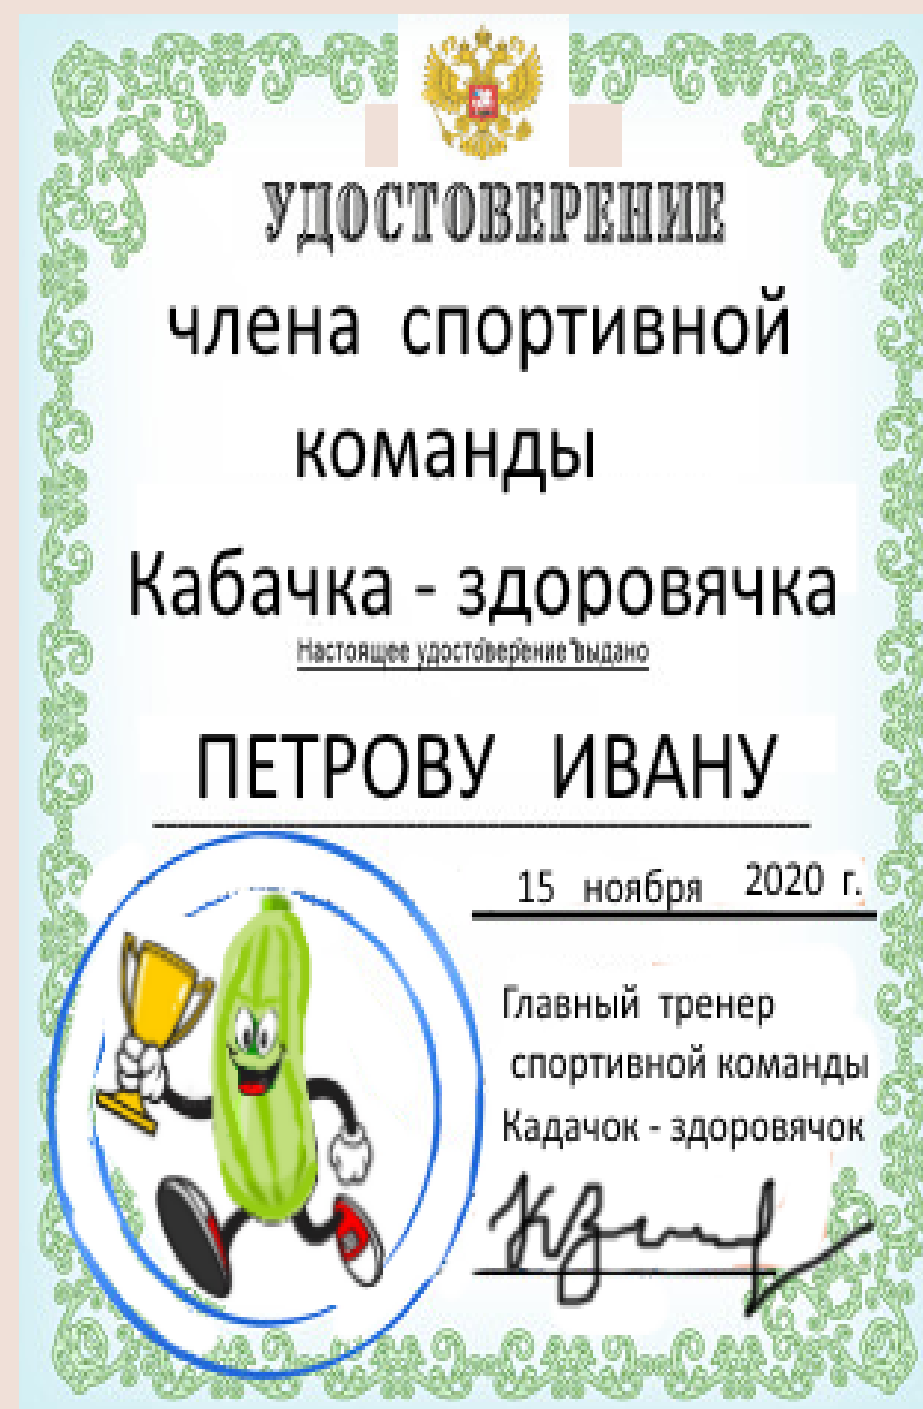 УДОСТОВЕРЕНИЕ
члена спортивной
команды
Кабачка - здоровячка
Настоящее удостоверение выдано
ПЕТРОВУ ИВАНУ
15 ноября 2020 г.
Главный тренер
спортивной команды
Кадачок - здоровячок